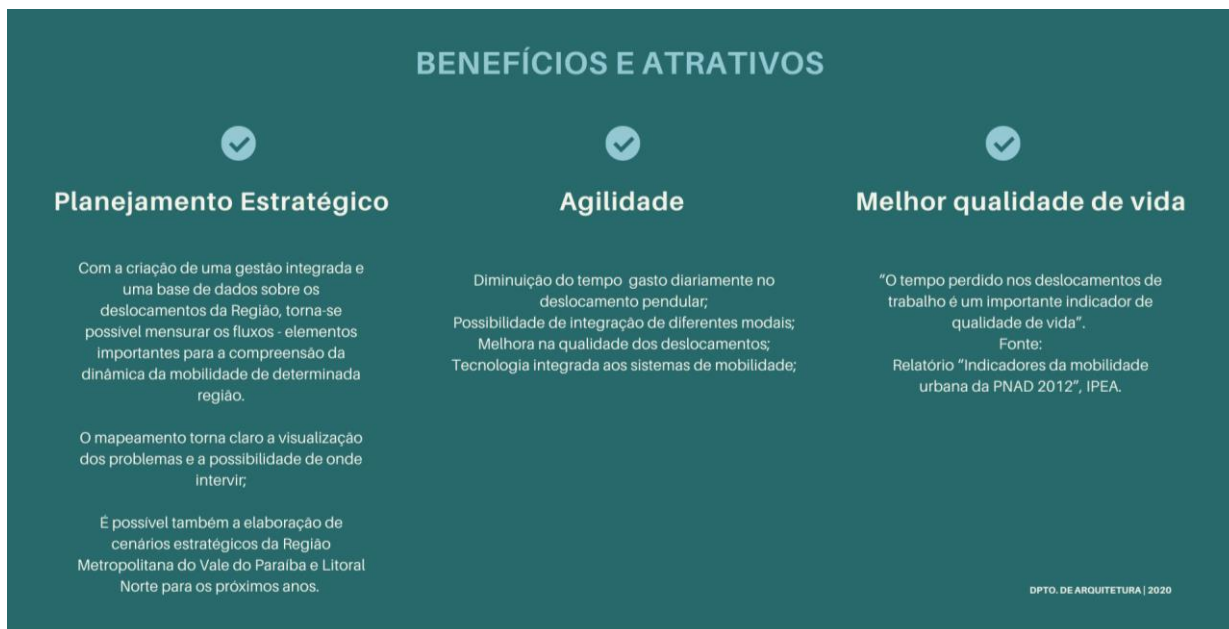 BENEFÍCIOS E ATRATIVOS
Planejamento Estratégico
Com a criação de uma gestão integrada e
uma base de dados sobre os
deslocamentos da Região, torna-se
possível mensurar os fluxos - elementos
importantes para a compreensão da
dinâmica da mobilidade de determinada
região.
O mapeamento torna claro a visualização
dos problemas e a possibilidade de onde
intervir;
É possível também a elaboração de
cenários estratégicos da Região
Metropolitana do Vale do Paraíba e Litoral
Norte para os próximos anos.
Agilidade
Diminuição do tempo gasto diariamente no
deslocamento pendular;
Possibilidade de integração de diferentes modais;
Melhora na qualidade dos deslocamentos;
Tecnologia integrada aos sistemas de mobilidade;
Melhor qualidade de vida
“O tempo perdido nos deslocamentos de
trabalho é um importante indicador de
qualidade de vida”.
Fonte:
Relatório “Indicadores da mobilidade
urbana da PNAD 2012”, IPEA.
DPTO. DE ARQUITETURA | 2020